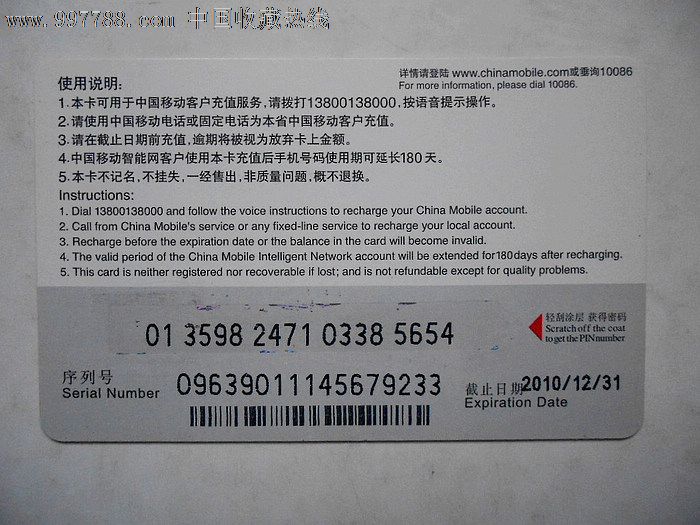 www.997788.com 中国收藏热线
使用说明:
详情请登陆 www.chinamobile.com或垂询10086
For more information, please dial 10086.
1.本卡可用于中国移动客户充值服务,请拨打13800138000,按语音提示操作。
2.请使用中国移动电话或固定电话为本省中国移动客户充值。
3.请在截止日期前充值,逾期将被视为放弃卡上金额。
4.中国移动智能网客户使用本卡充值后手机号码使用期可延长180天。
5.本卡不记名,不挂失,一经售出,非质量问题,概不退换。
Instructions:
1. Dial 13800138000 and follow the voice instructions to recharge your China Mobile account.
2. Call from China Mobile's service or any fixed-line service to recharge your local account.
3. Recharge before the expiration date or the balance in the card will become invalid.
4. The valid period of the China Mobile Intelligent Network account will be extended for180days after recharging.
5. This card is neither registered nor recoverable if lost; and is not refundable except for quality problems.
01 3598 2471 0338 5654
轻刮涂层 获得密码
Scratch off the coat
to get the PIN number
序列号
Serial Number
09639011145679233
截止日期2010/12/31
Expiration Date